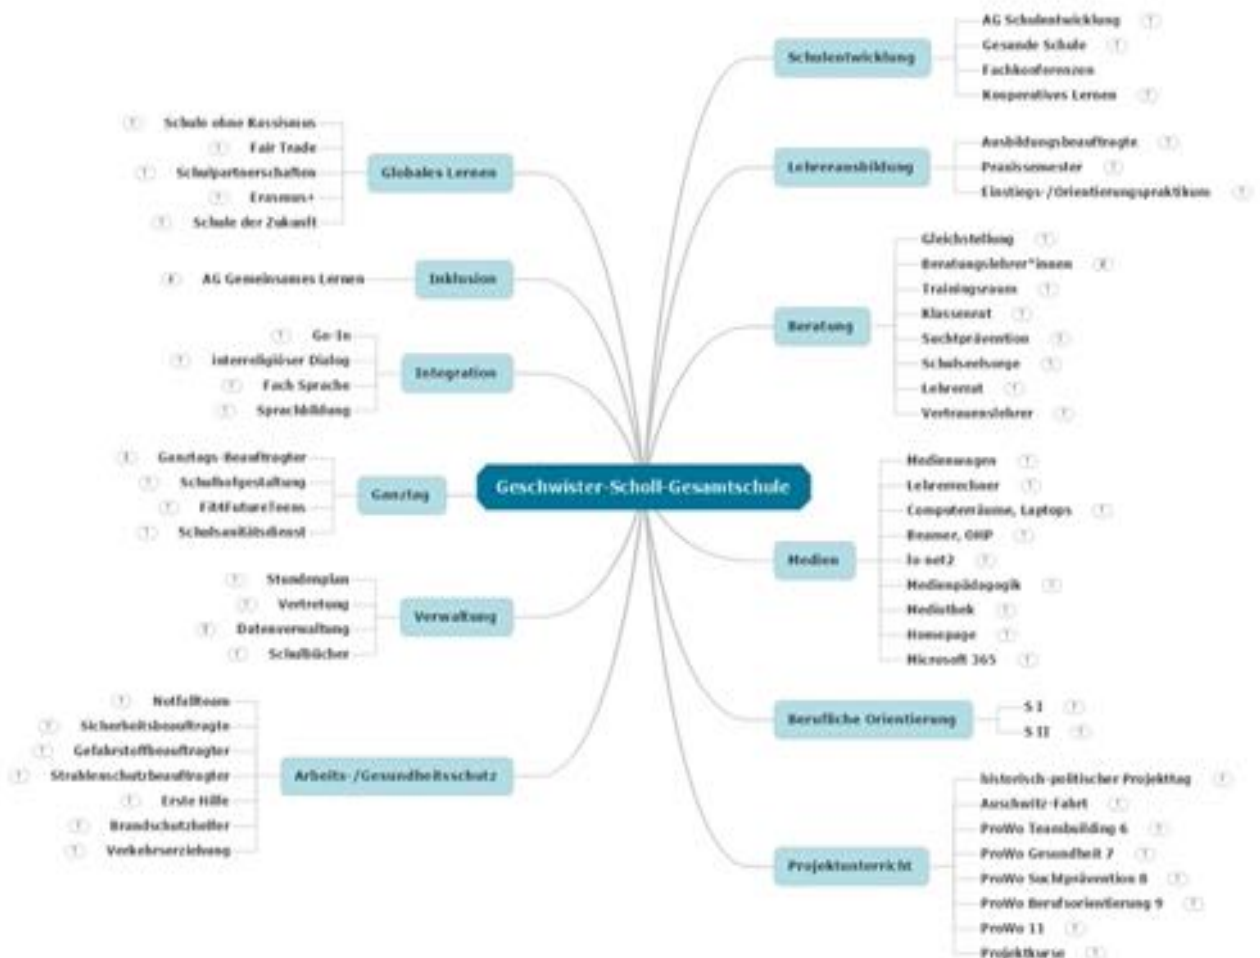 Geschwister-Scholl-Gesamtschule
Globales Lernen
Schule ohne Rassismus
Fair Trade
Schulpartnerschaften
Erasmus+
Schule der Zukunft
Inklusion
AG Gemeinsames Lernen
Integration
Go-In
interreligiöser Dialog
Fach Sprache
Sprachbildung
Ganztag
Ganztags-Beauftragter
Schulhofgestaltung
Fit4FutureTeens
Schulsanitätsdienst
Verwaltung
Stundenplan
Vertretung
Datenverwaltung
Schulbücher
Arbeits-/Gesundheitsschutz
Notfallteam
Sicherheitsbeauftragte
Gefahrstoffbeauftragter
Strahlenschutzbeauftragter
Erste Hilfe
Brandschutzhelfer
Verkehrserziehung
Schulentwicklung
AG Schulentwicklung
Gesunde Schule
Fachkonferenzen
Kooperatives Lernen
Lehrerausbildung
Ausbildungsbeauftragte
Praxissemester
Einstiegs-/Orientierungspraktikum
Beratung
Gleichstellung
Beratungslehrer*innen
Trainingsraum
Klassenrat
Suchtprävention
Schulseelsorge
Lehrerrat
Vertrauenslehrer
Medien
Medienwagen
Lehrerrechner
Computerräume, Laptops
Beamer, OHP
lo-net2
Medienpädagogik
Mediothek
Homepage
Microsoft 365
Berufliche Orientierung
S I
S II
Projektunterricht
historisch-politischer Projekttag
Auschwitz-Fahrt
ProWo Teambuilding 6
ProWo Gesundheit 7
ProWo Suchtprävention 8
ProWo Berufsorientierung 9
ProWo 11
Projektkurse